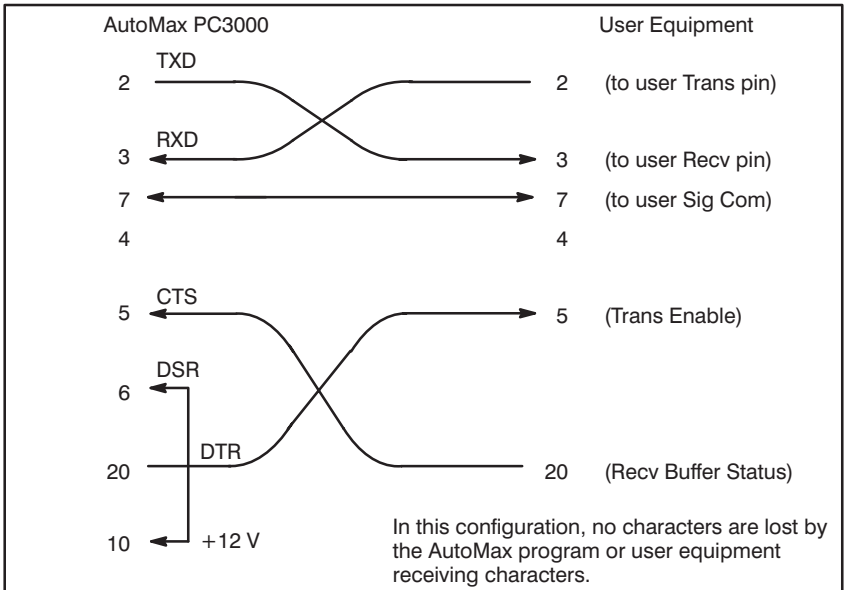 AutoMax PC3000 User Equipment
TXD
2 2 (to user Trans pin)
RXD
3 3 (to user Recv pin)
7 7 (to user Sig Com)
4 4
CTS
5 5 (Trans Enable)
DSR
6
DTR
20 20 (Recv Buffer Status)
10 +12 V
In this configuration, no characters are lost by
the AutoMax program or user equipment
receiving characters.